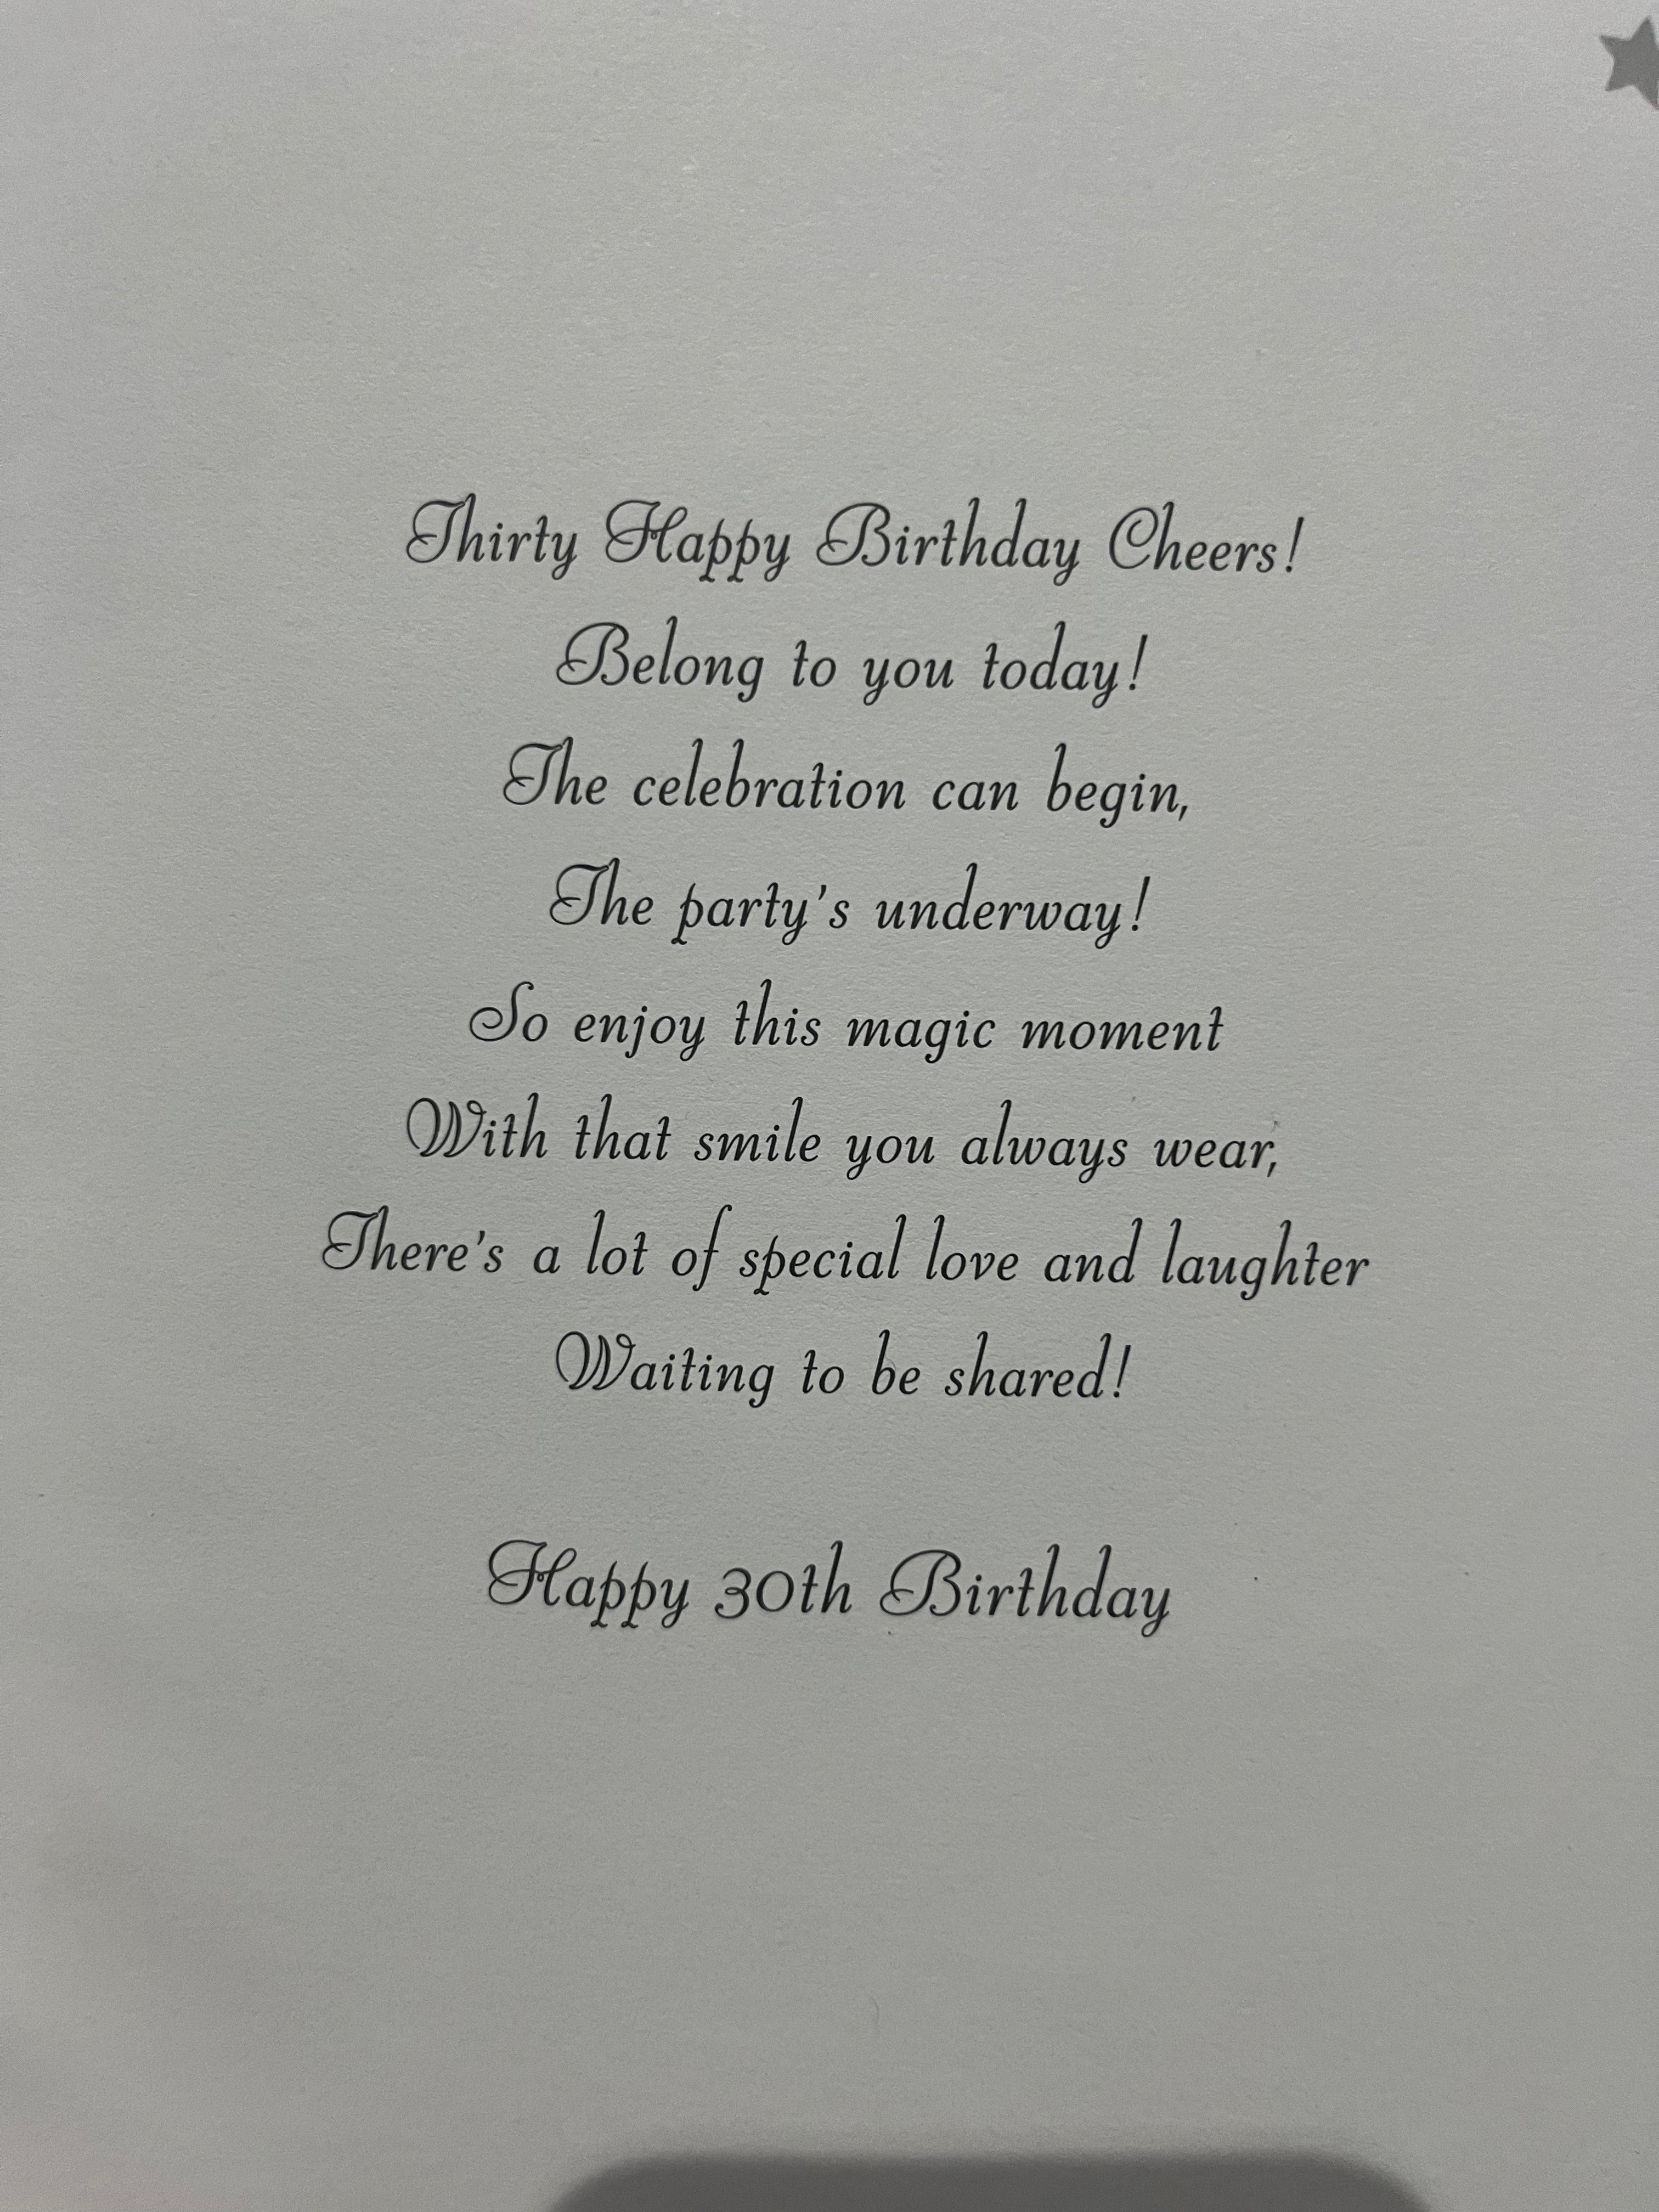 Thirty Happy Birthday Cheers!
Belong to you today!
The celebration can begin,
The party's underway!
So enjoy this magic moment
With that smile you always wear,
There's a lot of special love and laughter
Waiting to be shared!
Happy 30th Birthday